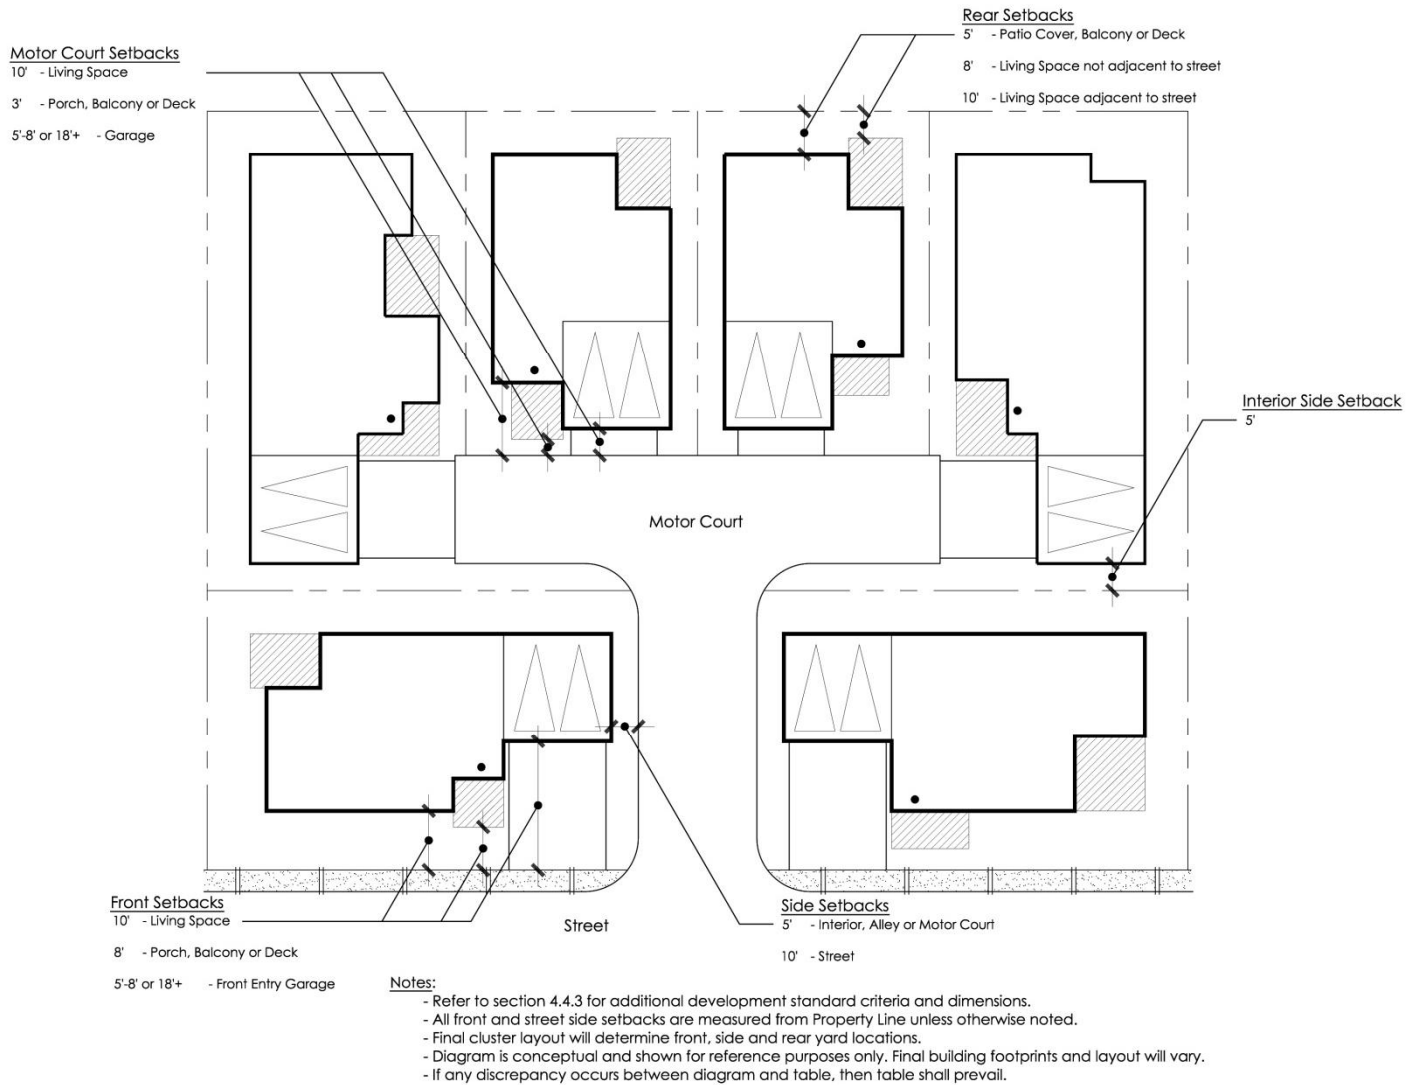 Rear Setbacks
5' - Patio Cover, Balcony or Deck
8' - Living Space not adjacent to street
10' - Living Space adjacent to street
Motor Court Setbacks
10' - Living Space
3' - Porch, Balcony or Deck
5'-8' or 18'+ - Garage
Interior Side Setback
5'
Motor Court
Front Setbacks
10' - Living Space
8' - Porch, Balcony or Deck
5'-8' or 18'+ - Front Entry Garage
Street
Side Setbacks
5' - Interior, Alley or Motor Court
10' - Street
Notes:
- Refer to section 4.4.3 for additional development standard criteria and dimensions.
- All front and street side setbacks are measured from Property Line unless otherwise noted.
- Final cluster layout will determine front, side and rear yard locations.
- Diagram is conceptual and shown for reference purposes only. Final building footprints and layout will vary.
- If any discrepancy occurs between diagram and table, then table shall prevail.